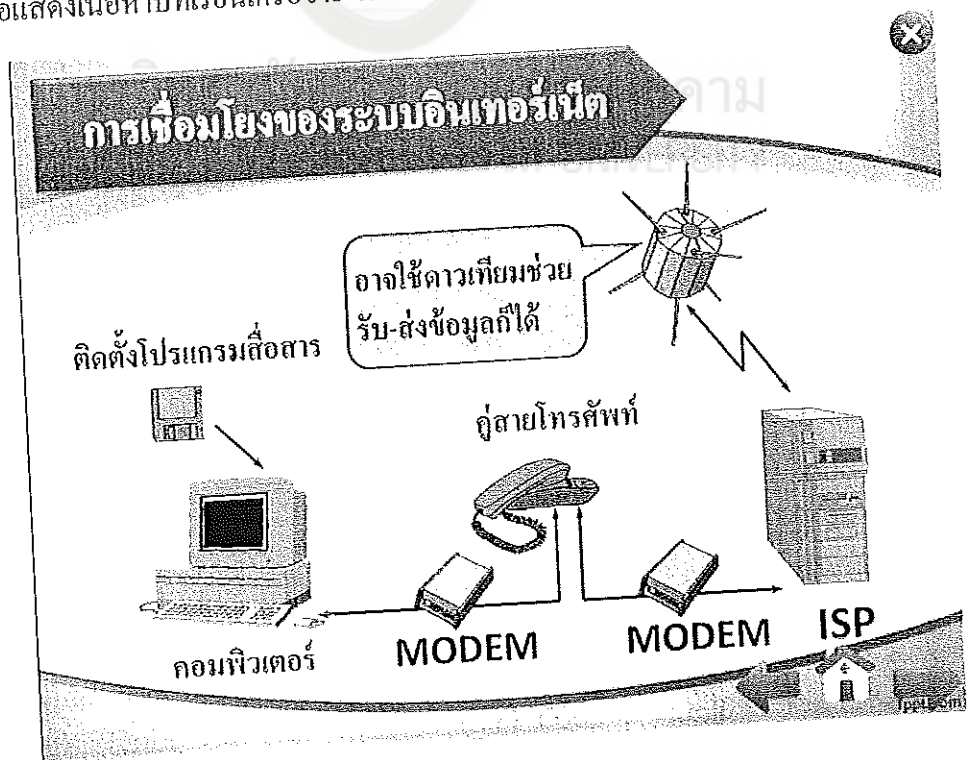 การเชื่อมโยงของระบบอินเทอร์เน็ต
อาจใช้ดาวเทียมช่วย
รับ-ส่งข้อมูลก็ได้
ติดตั้งโปรแกรมสื่อสาร
คู่สายโทรศัพท์
MODEM
MODEM
ISP
คอมพิวเตอร์